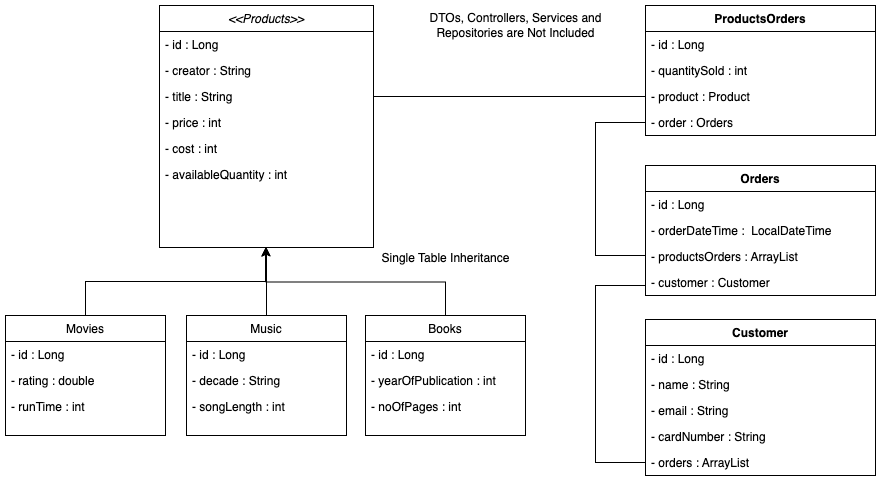 <<Products>>
- id : Long
- creator : String
- title : String
- price : int
- cost : int
- availableQuantity : int
DTOs, Controllers, Services and
Repositories are Not Included
ProductsOrders
- id : Long
- quantitySold : int
- product : Product
- order : Orders
Orders
- id : Long
- orderDateTime : LocalDateTime
- productsOrders : ArrayList
- customer : Customer
Single Table Inheritance
Movies
- id : Long
- rating : double
- runTime : int
Music
- id : Long
- decade : String
- songLength : int
Books
- id : Long
- yearOfPublication : int
- noOfPages : int
Customer
- id : Long
- name : String
- email : String
- cardNumber : String
- orders : ArrayList